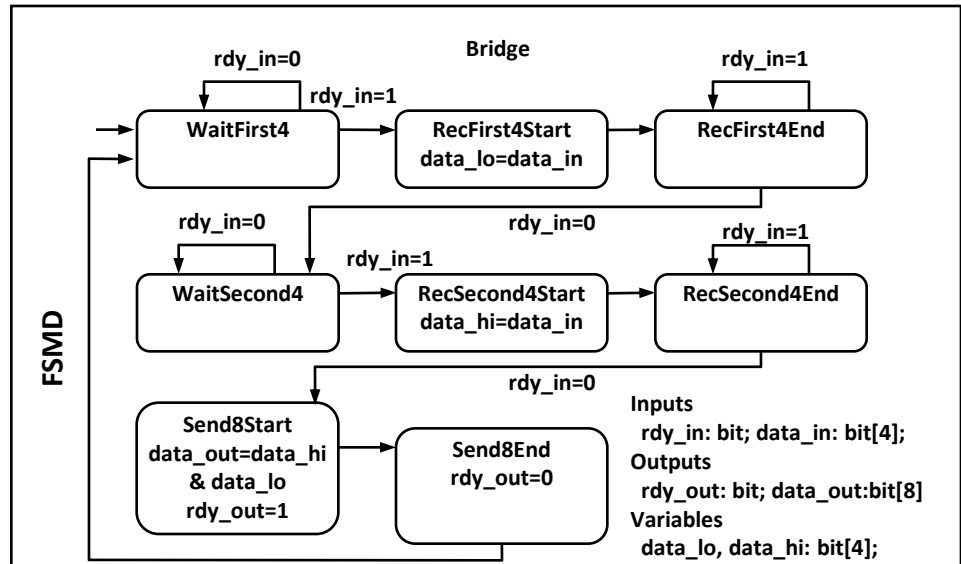 Bridge
rdy_in=0
rdy_in=1
rdy_in=1
WaitFirst4
RecFirst4Start
data_lo=data_in
RecFirst4End
rdy_in=0
rdy_in=0
rdy_in=1
rdy_in=1
WaitSecond4
RecSecond4Start
data_hi=data_in
RecSecond4End
rdy_in=0
FSMD
Send8Start
data_out=data_hi
& data_lo
rdy_out=1
Send8End
rdy_out=0
Inputs
rdy_in: bit; data_in: bit[4];
Outputs
rdy_out: bit; data_out:bit[8]
Variables
data_lo, data_hi: bit[4];